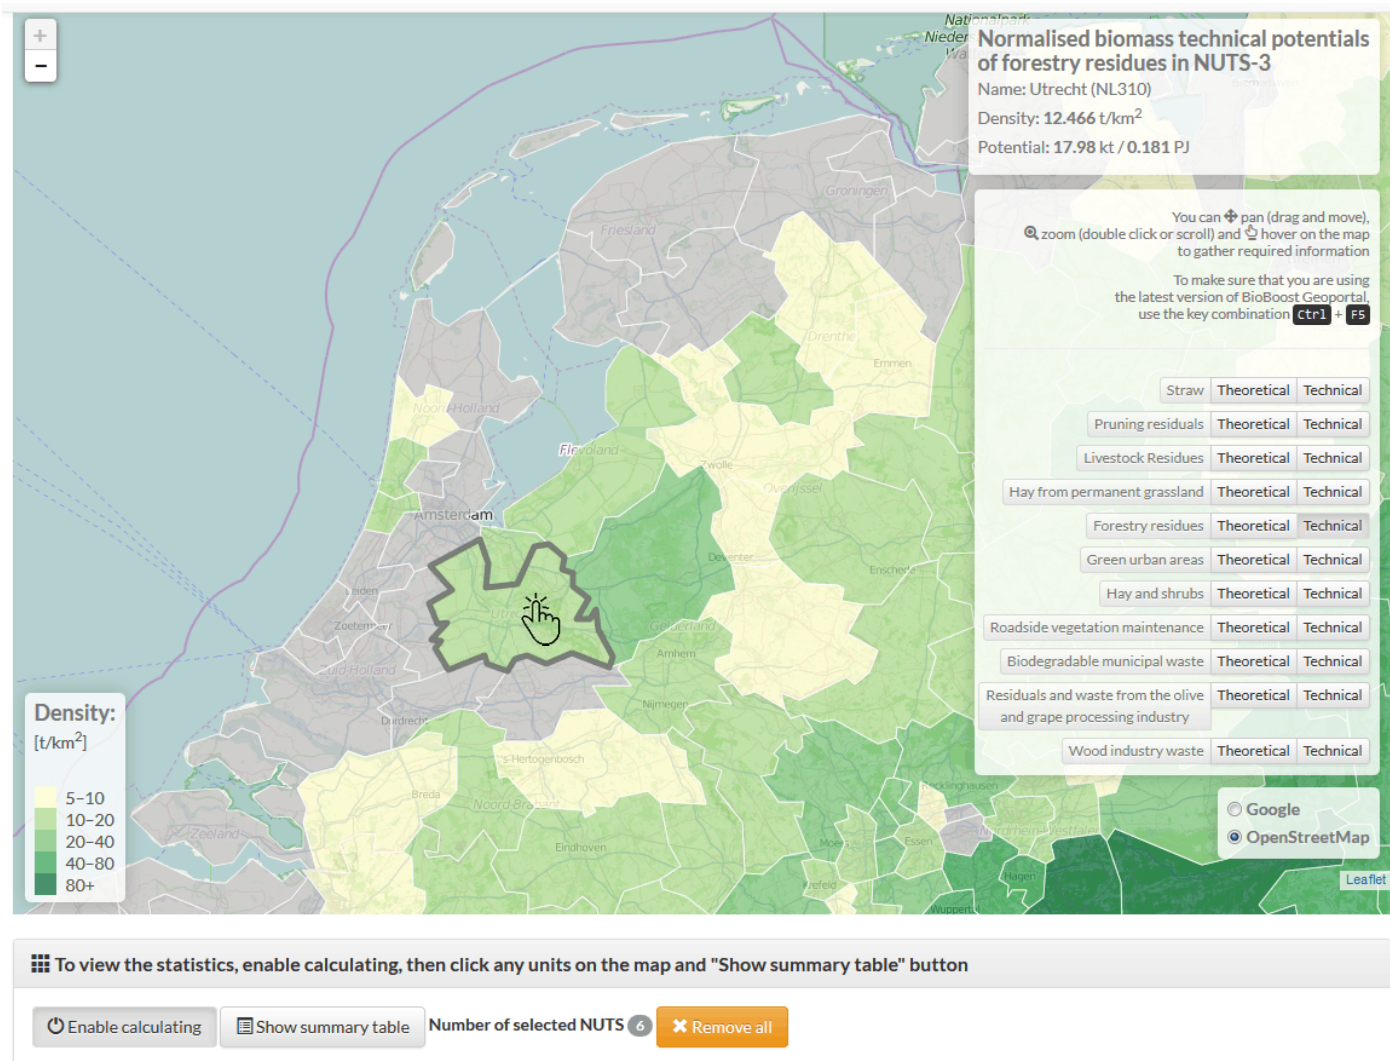 +
−
Nationalpark
Normalised biomass technical potentials
of forestry residues in NUTS-3
Name: Utrecht (NL310)
Density: 12.466 t/km²
Potential: 17.98 kt / 0.181 PJ
You can pan (drag and move),
zoom (double click or scroll) and hover on the map
to gather required information
To make sure that you are using
the latest version of BioBoost Geoportal,
use the key combination Ctrl + F5
Straw Theoretical Technical
Pruning residuals Theoretical Technical
Livestock Residues Theoretical Technical
Hay from permanent grassland Theoretical Technical
Forestry residues Theoretical Technical
Green urban areas Theoretical Technical
Hay and shrubs Theoretical Technical
Roadside vegetation maintenance Theoretical Technical
Biodegradable municipal waste Theoretical Technical
Residuals and waste from the olive
and grape processing industry Theoretical Technical
Wood industry waste Theoretical Technical
Google
OpenStreetMap
Leaflet
Groningen
Friesland
Drenthe
Emmen
Noord-Holland
Flevoland
Zwolle
Overijssel
Amsterdam
Deventer
Enschede
Leiden
Utrecht
Zoetermeer
Gelderland
Arnhem
Zuid-Holland
Nijmegen
Dordrecht
's Hertogenbosch
Breda
Noord-Brabant
Recklinghausen
Zeeland
Eindhoven
Moers
Essen
Nordrhein-Westfalen
Krefeld
Hagen
Wuppertal
Density:
[t/km²]
5–10
10–20
20–40
40–80
80+
To view the statistics, enable calculating, then click any units on the map and "Show summary table" button
Enable calculating Show summary table Number of selected NUTS 6 Remove all